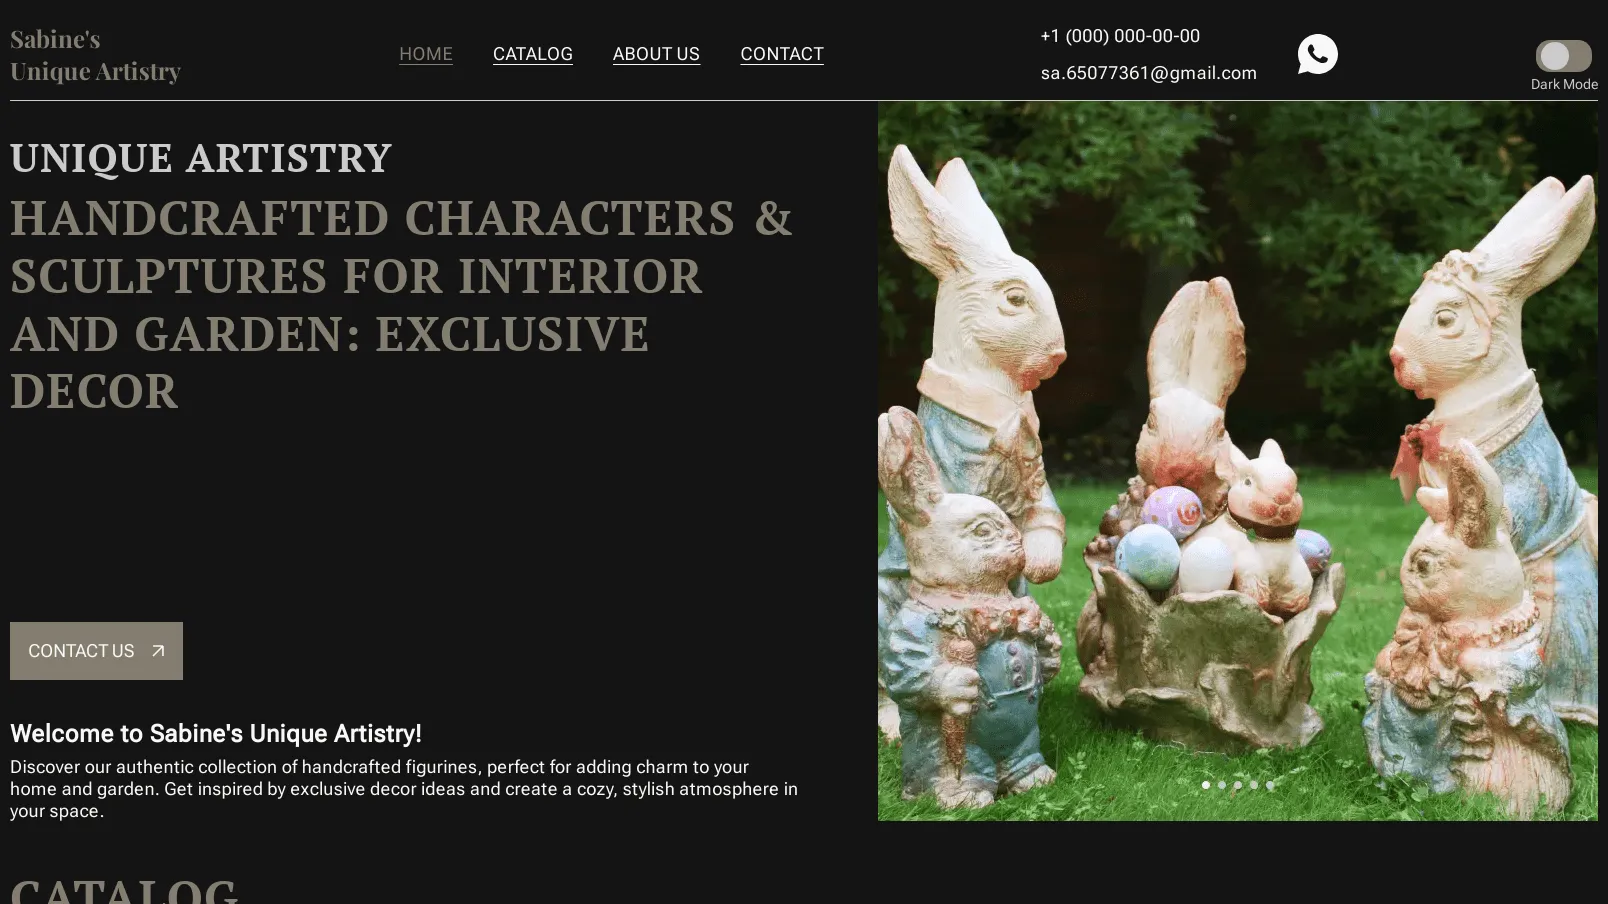 Sabine's
Unique Artistry
HOME
CATALOG
ABOUT US
CONTACT
+1 (000) 000-00-00
sa.65077361@gmail.com
Dark Mode
UNIQUE ARTISTRY
HANDCRAFTED CHARACTERS &
SCULPTURES FOR INTERIOR
AND GARDEN: EXCLUSIVE
DECOR
CONTACT US
Welcome to Sabine's Unique Artistry!
Discover our authentic collection of handcrafted figurines, perfect for adding charm to your
home and garden. Get inspired by exclusive decor ideas and create a cozy, stylish atmosphere in
your space.
CATALOG